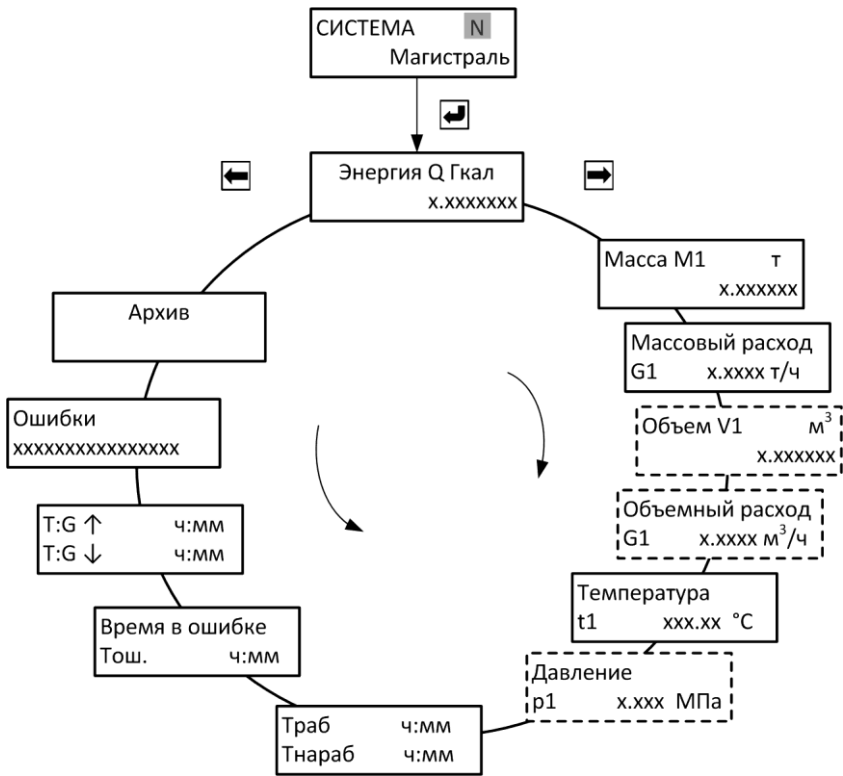 СИСТЕМА N
Магистраль
Энергия Q Гкал
x.xxxxxxx
Масса M1 т
x.xxxxxx
Массовый расход
G1 x.xxxx т/ч
Объем V1 м³
x.xxxxxx
Объемный расход
G1 x.xxxx м³/ч
Температура
t1 xxx.xx °C
Давление
p1 x.xxx МПа
Траб ч:мм
Тнараб ч:мм
Время в ошибке
Тош. ч:мм
T:G ↑ ч:мм
T:G ↓ ч:мм
Ошибки
xxxxxxxxxxxxxxxx
Архив